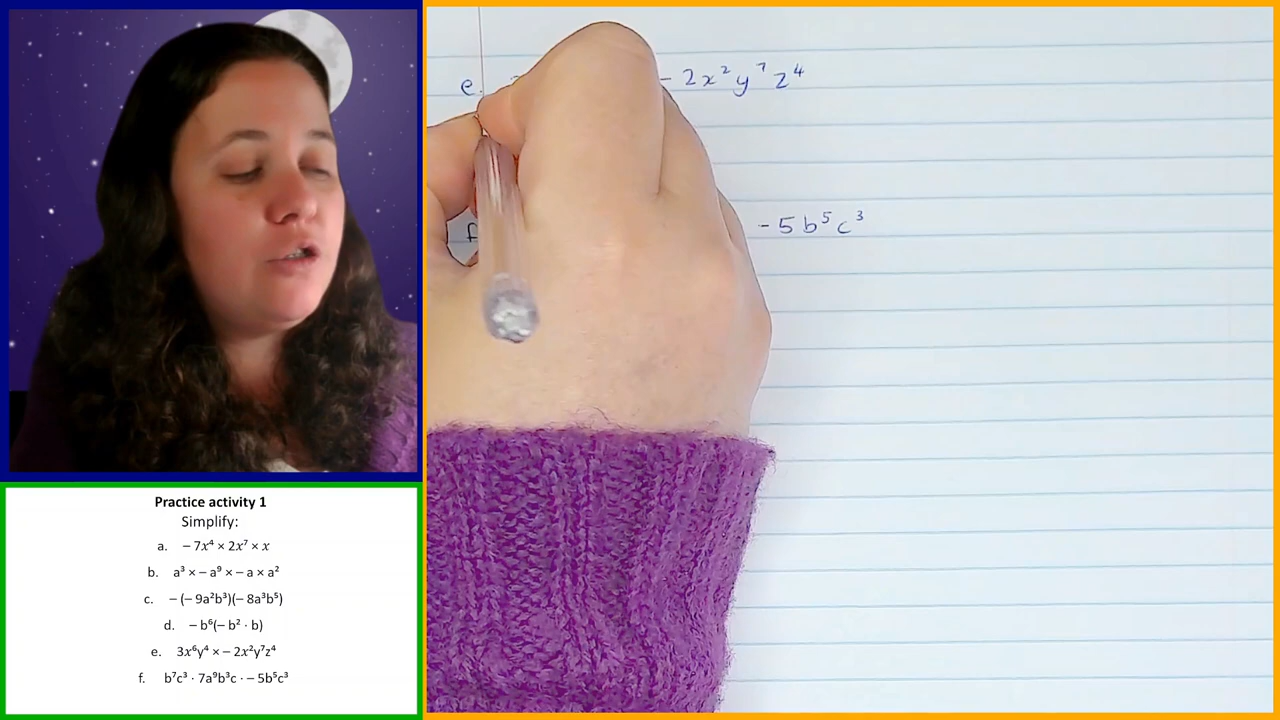 e. - 2x²y⁷z⁴
f - 5b⁵c³
Practice activity 1
Simplify:
a. – 7x⁴ × 2x⁷ × x
b. a³ × – a⁹ × – a × a²
c. – (– 9a²b³)(– 8a³b⁵)
d. – b⁶(– b² · b)
e. 3x⁶y⁴ × – 2x²y⁷z⁴
f. b⁷c³ · 7a⁹b³c · – 5b⁵c³